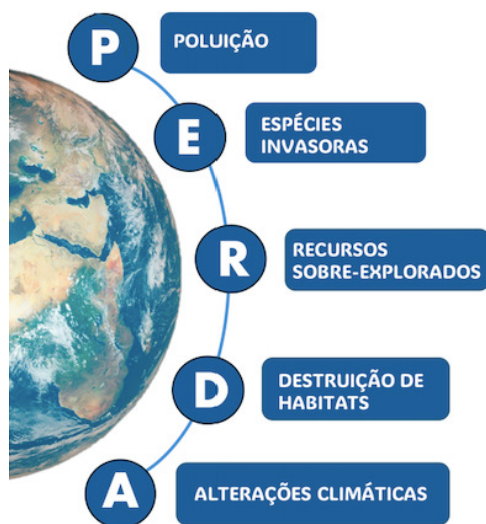 P POLUIÇÃO
E ESPÉCIES
INVASORAS
R RECURSOS
SOBRE-EXPLORADOS
D DESTRUIÇÃO DE
HABITATS
A ALTERAÇÕES CLIMÁTICAS